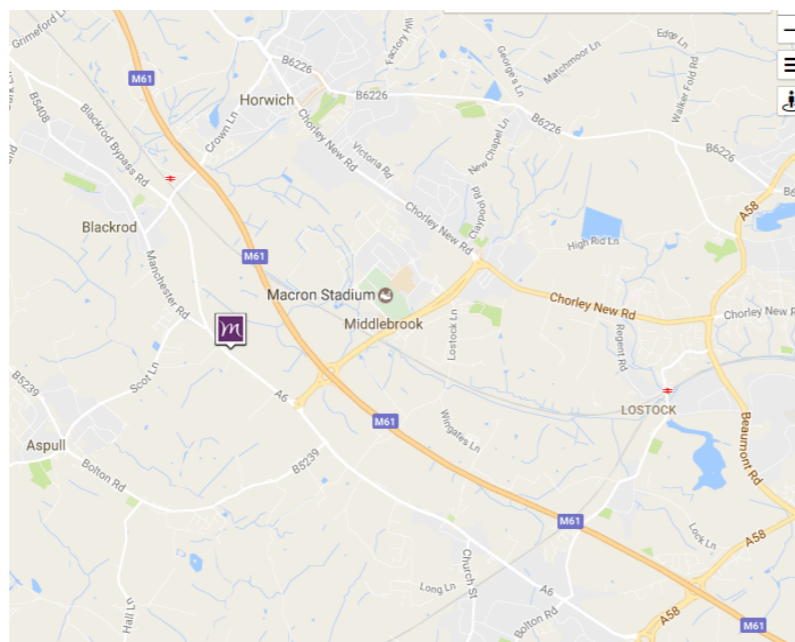 Grimeford Ln
M61
B6226
Factory Hill
Edge Ln
George's Ln
Matchmoor Ln
Walker Fold Rd
Horwich
B6226
B5408
Crown Ln
Blackrod Bypass Rd
Chorley New Rd
Victoria Rd
New Chapel Ln
B6226
B6226
A58
Blackrod
Claypool Rd
Chorley New Rd
High Rid Ln
M61
Manchester Rd
Macron Stadium
Middlebrook
Chorley New Rd
Chorley New Rd
m
Lostock Ln
Regent Rd
Scot Ln
B5239
A6
LOSTOCK
M61
Wingates Ln
Beaumont Rd
Aspull
Bolton Rd
B5239
M61
Lock Ln
A58
Church St
Long Ln
A6
Hall Ln
Bolton Rd
A58
M61